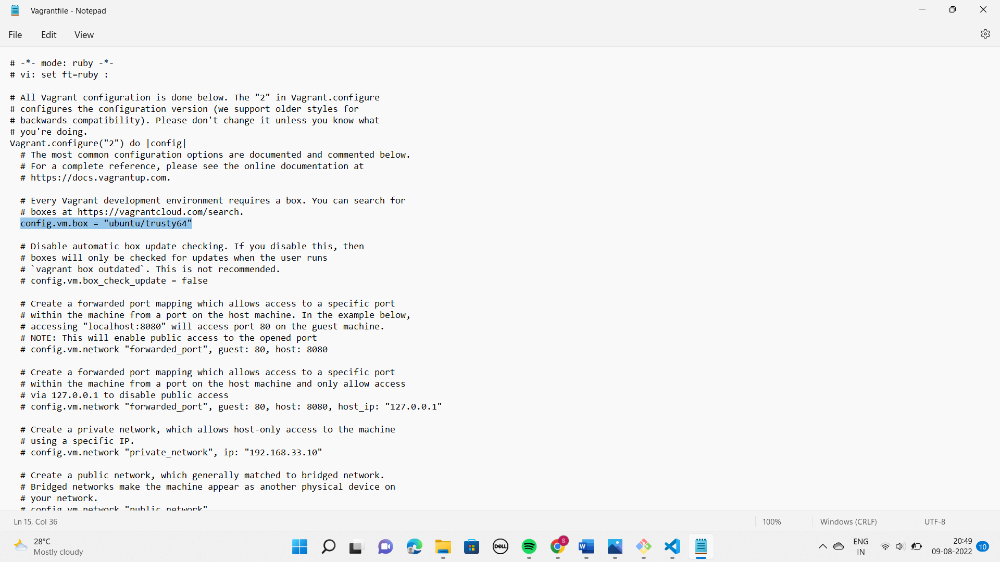 Vagrantfile - Notepad
File Edit View
# -*- mode: ruby -*-
# vi: set ft=ruby :
# All Vagrant configuration is done below. The "2" in Vagrant.configure
# configures the configuration version (we support older styles for
# backwards compatibility). Please don't change it unless you know what
# you're doing.
Vagrant.configure("2") do |config|
# The most common configuration options are documented and commented below.
# For a complete reference, please see the online documentation at
# https://docs.vagrantup.com.
# Every Vagrant development environment requires a box. You can search for
# boxes at https://vagrantcloud.com/search.
config.vm.box = "ubuntu/trusty64"
# Disable automatic box update checking. If you disable this, then
# boxes will only be checked for updates when the user runs
# `vagrant box outdated`. This is not recommended.
# config.vm.box_check_update = false
# Create a forwarded port mapping which allows access to a specific port
# within the machine from a port on the host machine. In the example below,
# accessing "localhost:8080" will access port 80 on the guest machine.
# NOTE: This will enable public access to the opened port
# config.vm.network "forwarded_port", guest: 80, host: 8080
# Create a forwarded port mapping which allows access to a specific port
# within the machine from a port on the host machine and only allow access
# via 127.0.0.1 to disable public access
# config.vm.network "forwarded_port", guest: 80, host: 8080, host_ip: "127.0.0.1"
# Create a private network, which allows host-only access to the machine
# using a specific IP.
# config.vm.network "private_network", ip: "192.168.33.10"
# Create a public network, which generally matched to bridged network.
# Bridged networks make the machine appear as another physical device on
# your network.
# config.vm.network "public_network"
Ln 15, Col 36 100% Windows (CRLF) UTF-8
28°C
Mostly cloudy
DELL
S
W
ENG
IN
20:49
09-08-2022
10